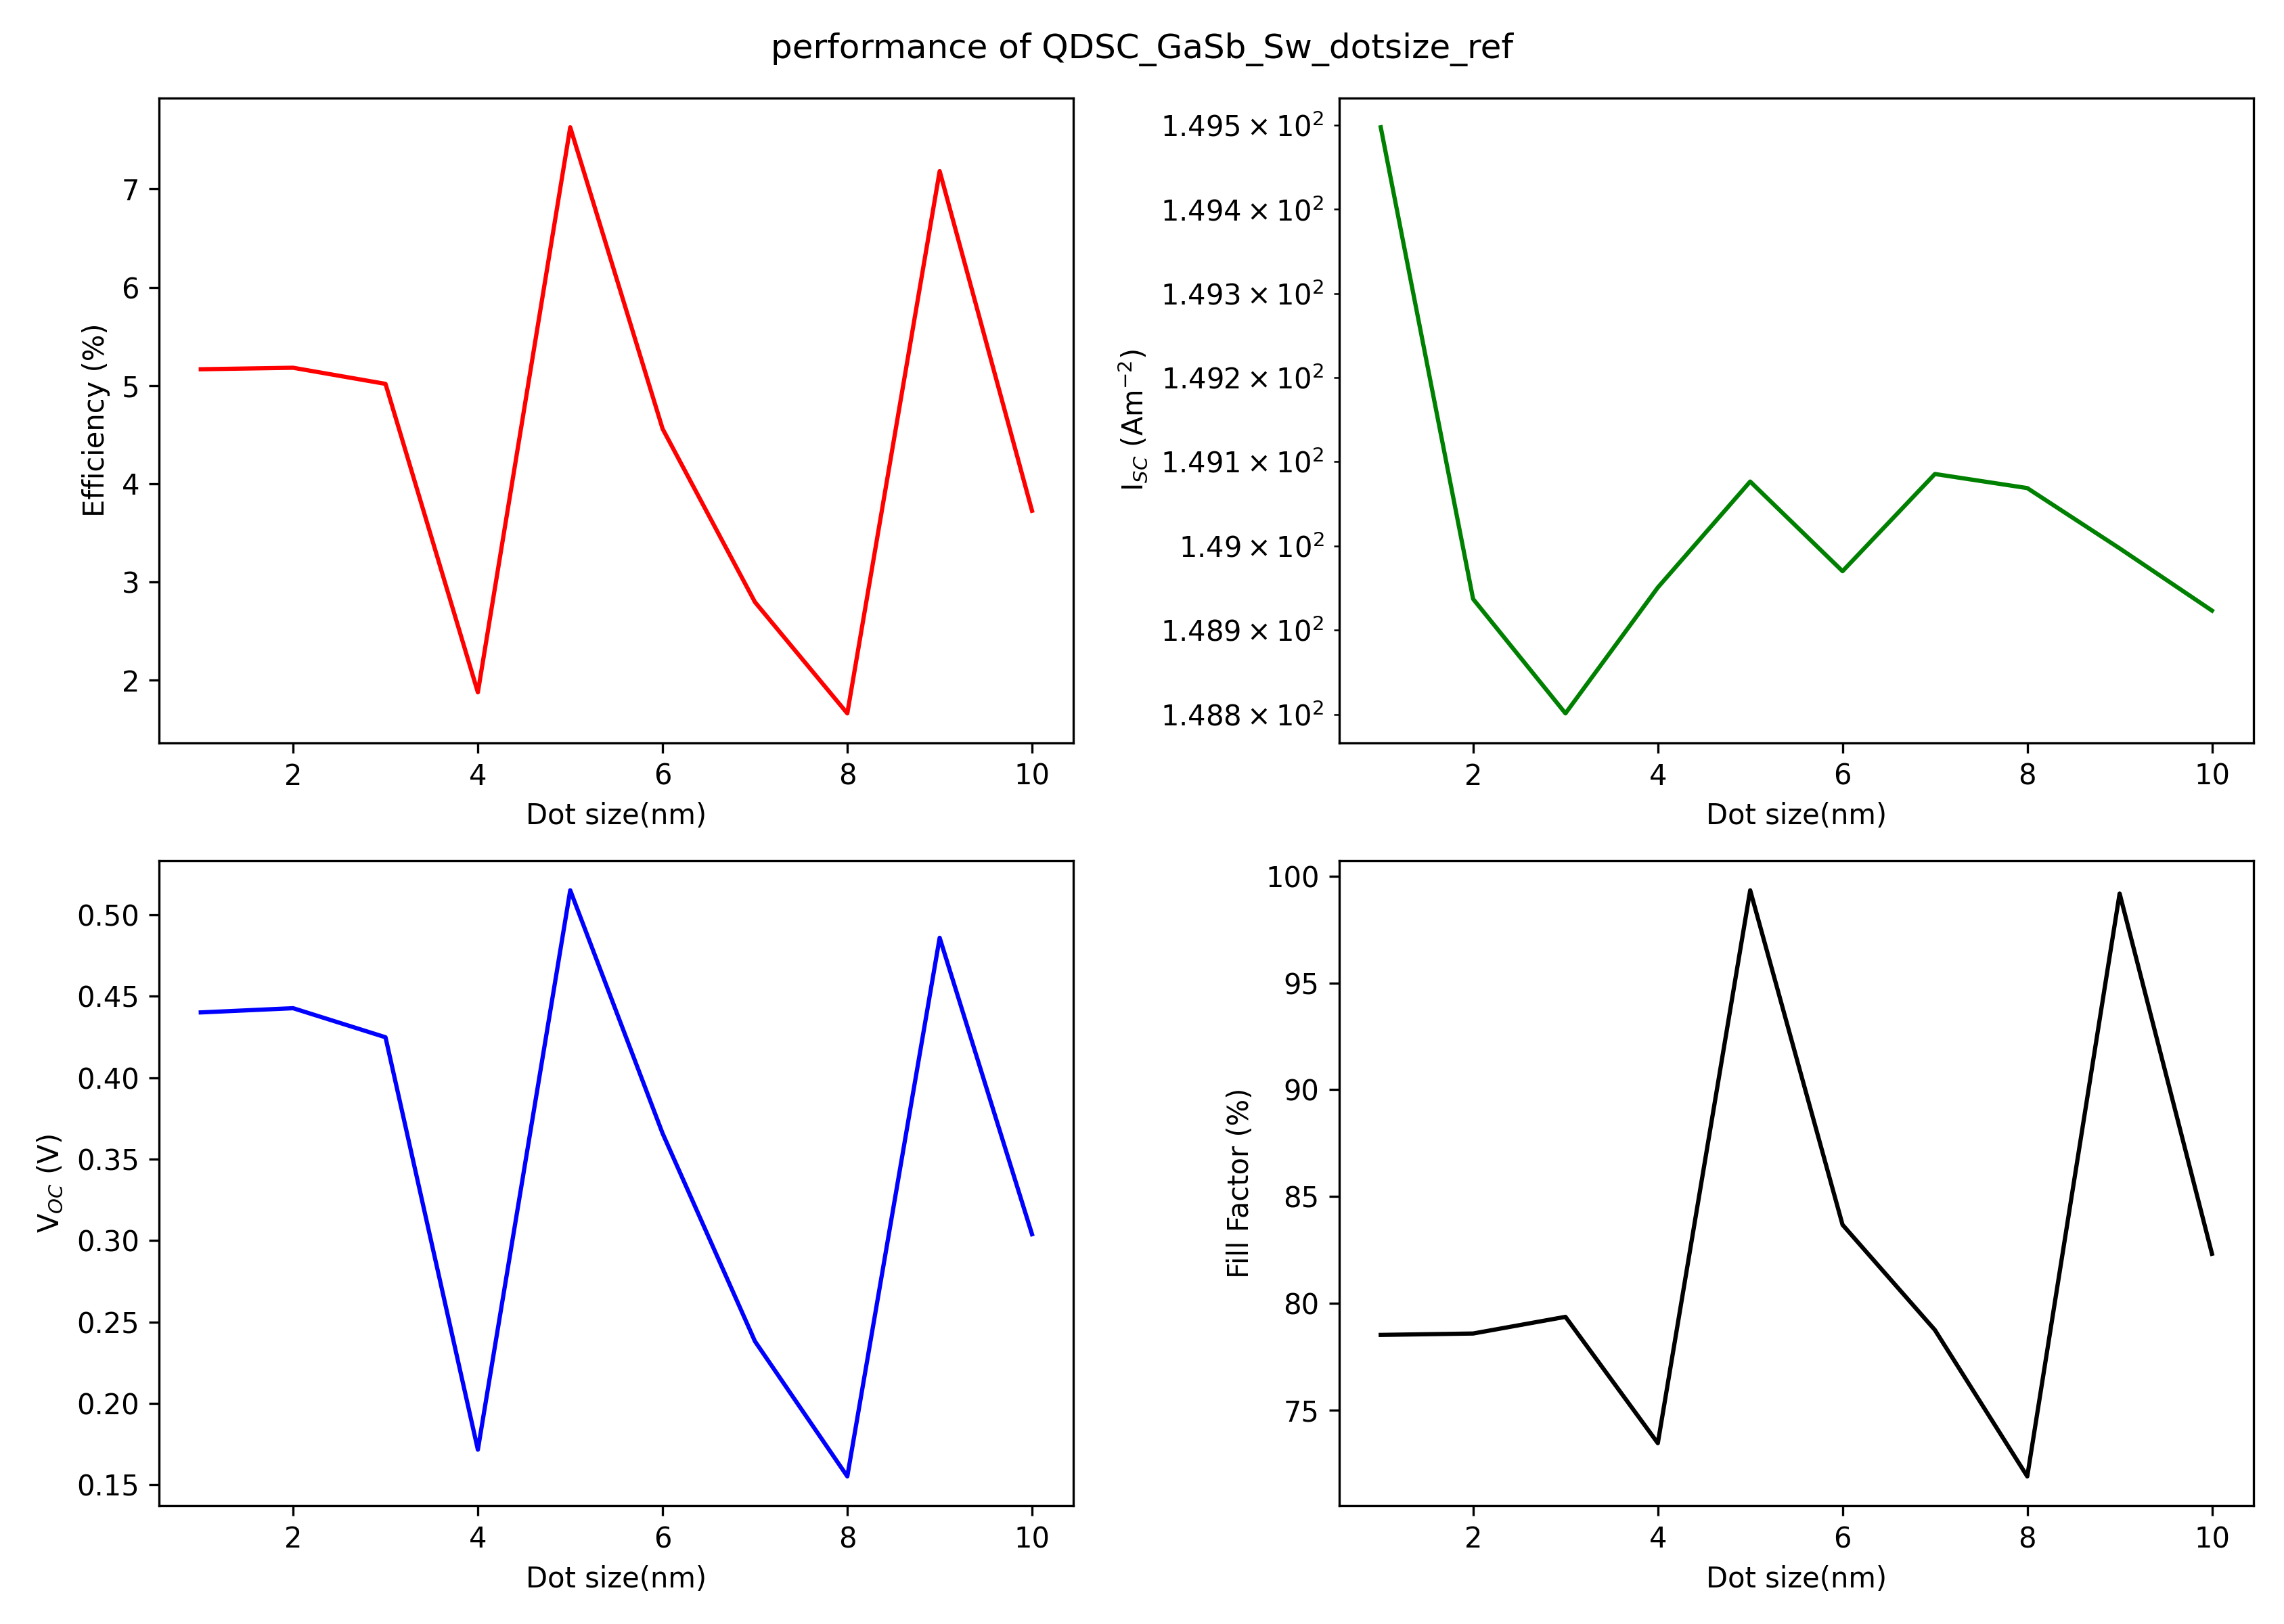 performance of QDSC_GaSb_Sw_dotsize_ref
Efficiency (%)
7
6
5
4
3
2
2 4 6 8 10
Dot size(nm)
I_SC (Am⁻²)
1.495 × 10²
1.494 × 10²
1.493 × 10²
1.492 × 10²
1.491 × 10²
1.49 × 10²
1.489 × 10²
1.488 × 10²
2 4 6 8 10
Dot size(nm)
V_OC (V)
0.50
0.45
0.40
0.35
0.30
0.25
0.20
0.15
2 4 6 8 10
Dot size(nm)
Fill Factor (%)
100
95
90
85
80
75
2 4 6 8 10
Dot size(nm)